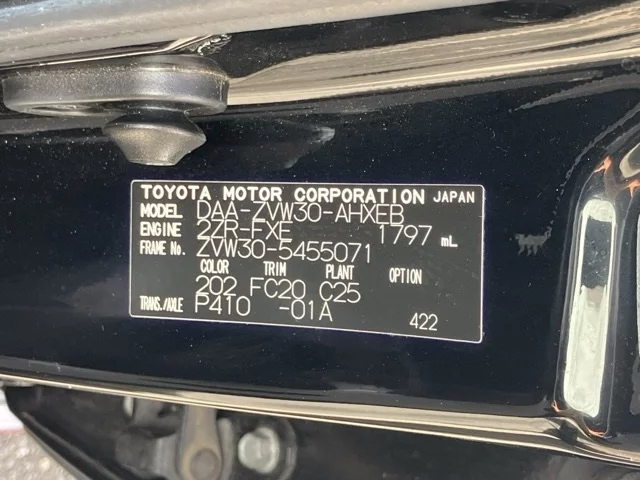 TOYOTA MOTOR CORPORATION JAPAN
MODEL DAA-ZVW30-AHXEB
ENGINE 2ZR-FXE 1797 mL
FRAME No. ZVW30-5455071
COLOR TRIM PLANT OPTION
202 FC20 C25
TRANS./AXLE P410 -01A
422